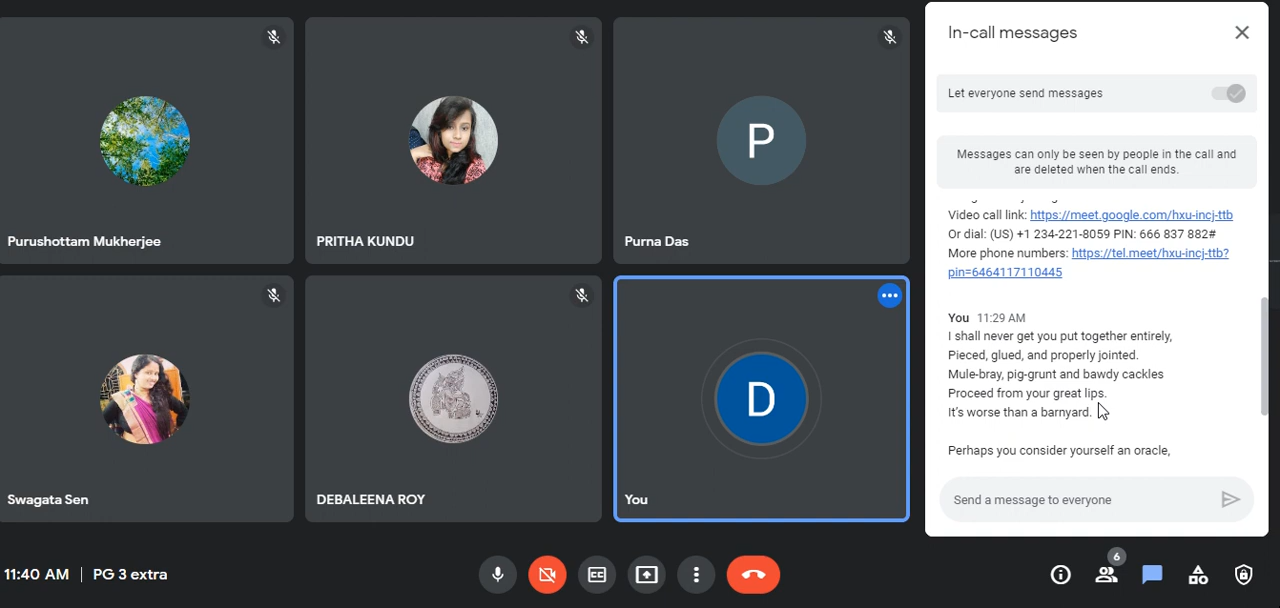 Purushottam Mukherjee
PRITHA KUNDU
P
Purna Das
Swagata Sen
DEBALEENA ROY
D
You
In-call messages
Let everyone send messages
Messages can only be seen by people in the call and
are deleted when the call ends.
Video call link: https://meet.google.com/hxu-incj-ttb
Or dial: (US) +1 234-221-8059 PIN: 666 837 882#
More phone numbers: https://tel.meet/hxu-incj-ttb?
pin=6464117110445
You 11:29 AM
I shall never get you put together entirely,
Pieced, glued, and properly jointed.
Mule-bray, pig-grunt and bawdy cackles
Proceed from your great lips.
It's worse than a barnyard.
Perhaps you consider yourself an oracle,
Send a message to everyone
11:40 AM | PG 3 extra
6